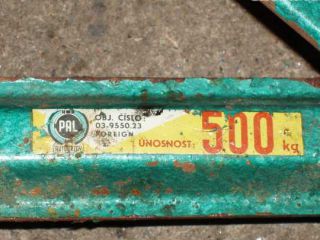 PAL
OBJ. ČÍSLO:
03-9550.23
FOREIGN
ÚNOSNOST: 500 kg